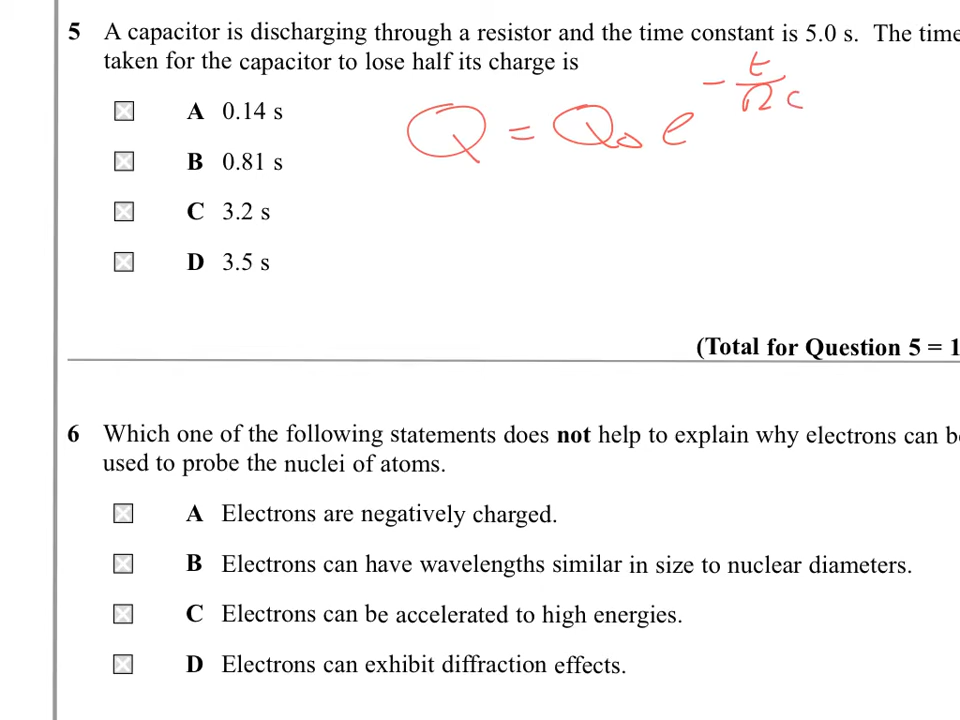 5 A capacitor is discharging through a resistor and the time constant is 5.0 s. The time
taken for the capacitor to lose half its charge is
A 0.14 s
Q = Q₀ e^(-t/RC)
B 0.81 s
C 3.2 s
D 3.5 s
(Total for Question 5 = 1
6 Which one of the following statements does not help to explain why electrons can be
used to probe the nuclei of atoms.
A Electrons are negatively charged.
B Electrons can have wavelengths similar in size to nuclear diameters.
C Electrons can be accelerated to high energies.
D Electrons can exhibit diffraction effects.